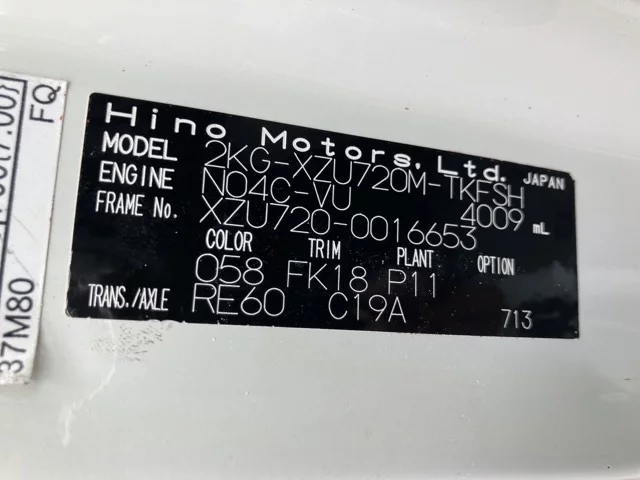 Hino Motors, Ltd. JAPAN
MODEL 2KG-XZU720M-TKFSH
ENGINE N04C-VU 4009 mL
FRAME No. XZU720-0016653
COLOR TRIM PLANT OPTION
058 FK18 P11
TRANS./AXLE RE60 C19A 713
FQ
37M80